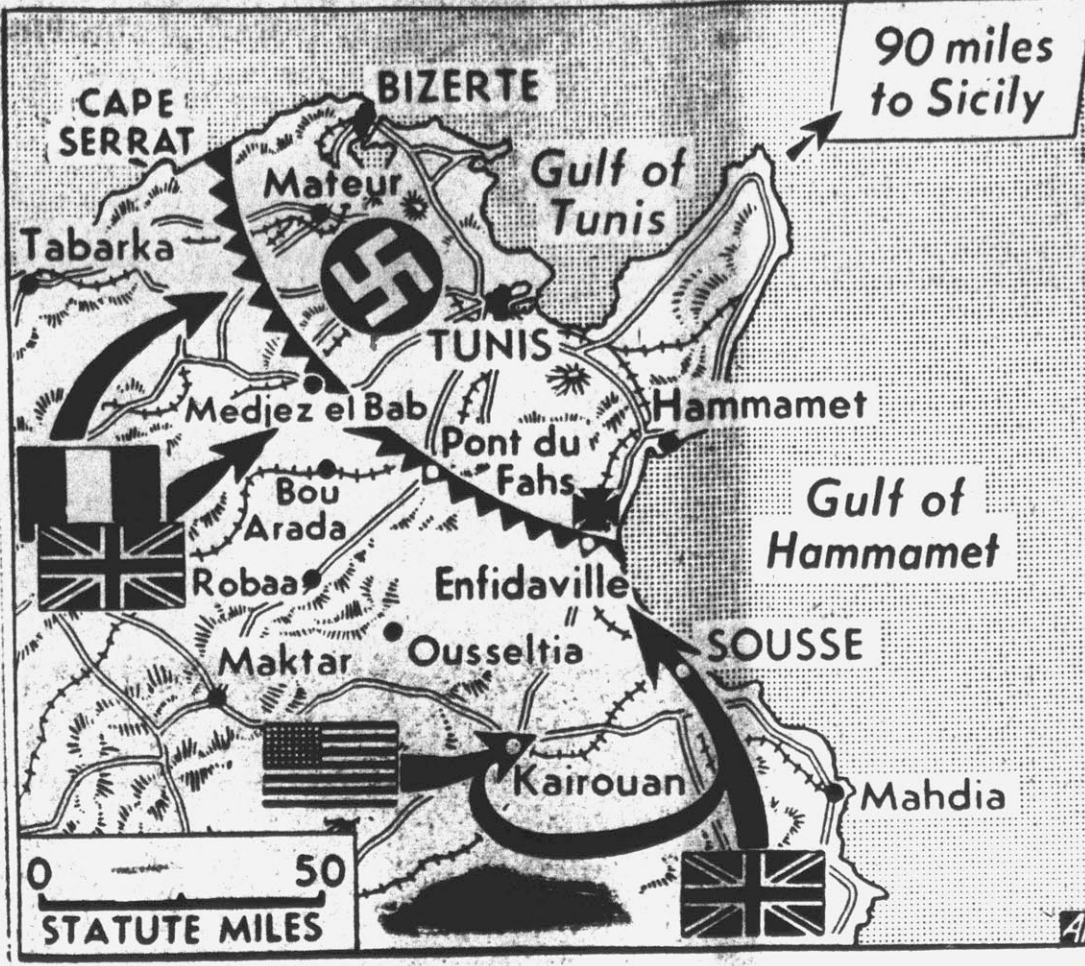 90 miles
to Sicily
BIZERTE
CAPE
SERRAT
Gulf of
Tunis
Mateur
Tabarka
TUNIS
Medjez el Bab
Hammamet
Pont du
Fahs
Bou
Arada
Gulf of
Hammamet
Robaa
Enfidaville
Ousseltia
SOUSSE
Maktar
Kairouan
Mahdia
0 50
STATUTE MILES